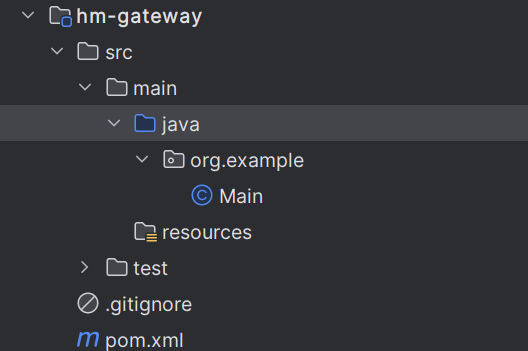 hm-gateway
src
main
java
org.example
Main
resources
test
.gitignore
pom.xml